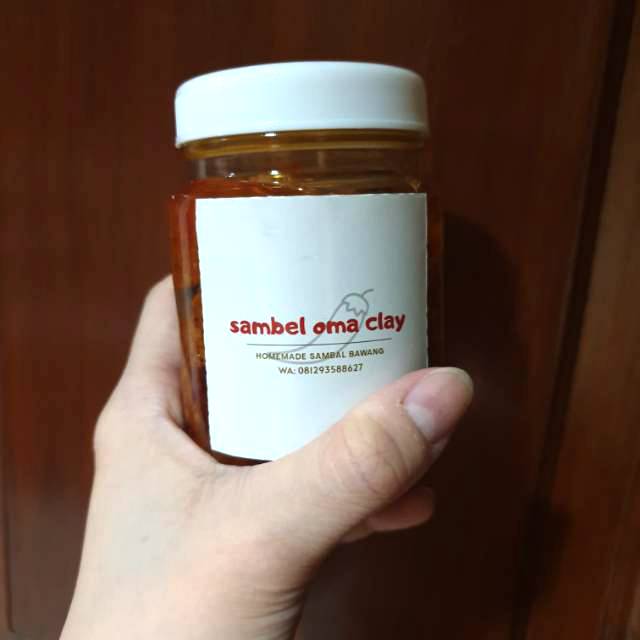 sambel oma clay
HOMEMADE SAMBAL BAWANG
WA: 081293588627